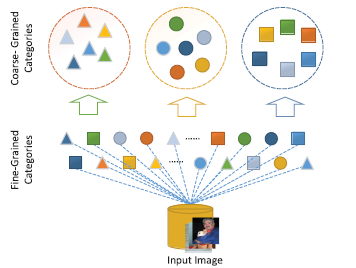 Coarse- Grained
Categories
Fine-Grained
Categories
......
......
Input Image